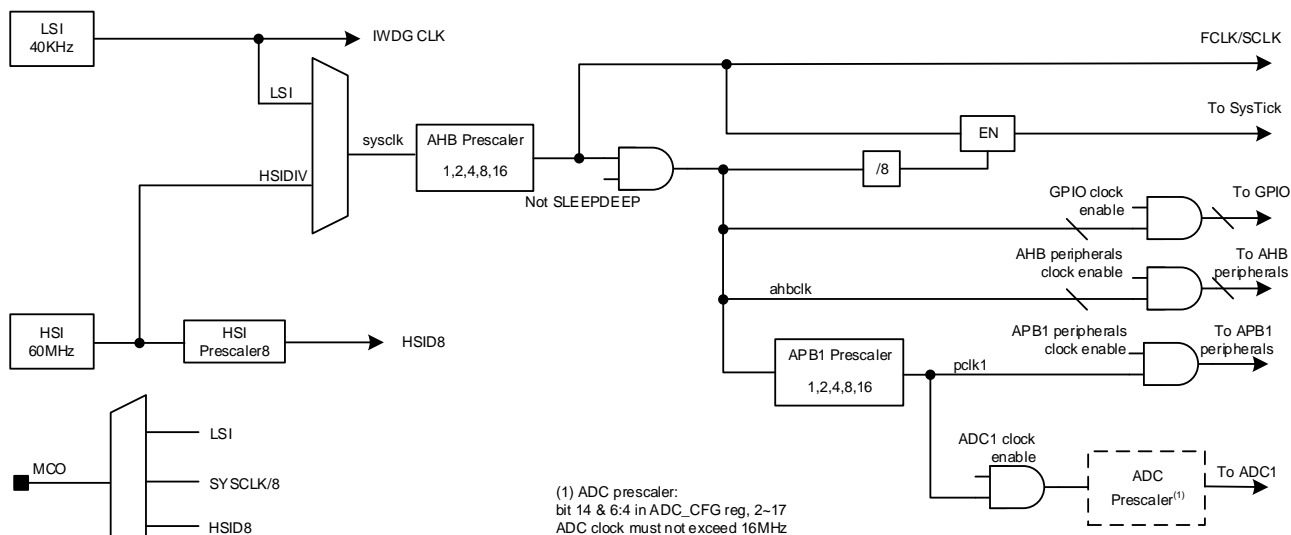 LSI
40KHz
IWDG CLK
FCLK/SCLK
LSI
To SysTick
sysclk
AHB Prescaler
1,2,4,8,16
EN
/8
HSIDIV
Not SLEEPDEEP
GPIO clock
enable
To GPIO
AHB peripherals
clock enable
To AHB
peripherals
ahbclk
HSI
60MHz
HSI
Prescaler8
HSID8
APB1 peripherals
clock enable
To APB1
peripherals
APB1 Prescaler
1,2,4,8,16
pclk1
LSI
MCO
SYSCLK/8
HSID8
ADC1 clock
enable
ADC
Prescaler(1)
To ADC1
(1) ADC prescaler:
bit 14 & 6:4 in ADC_CFG reg, 2~17
ADC clock must not exceed 16MHz